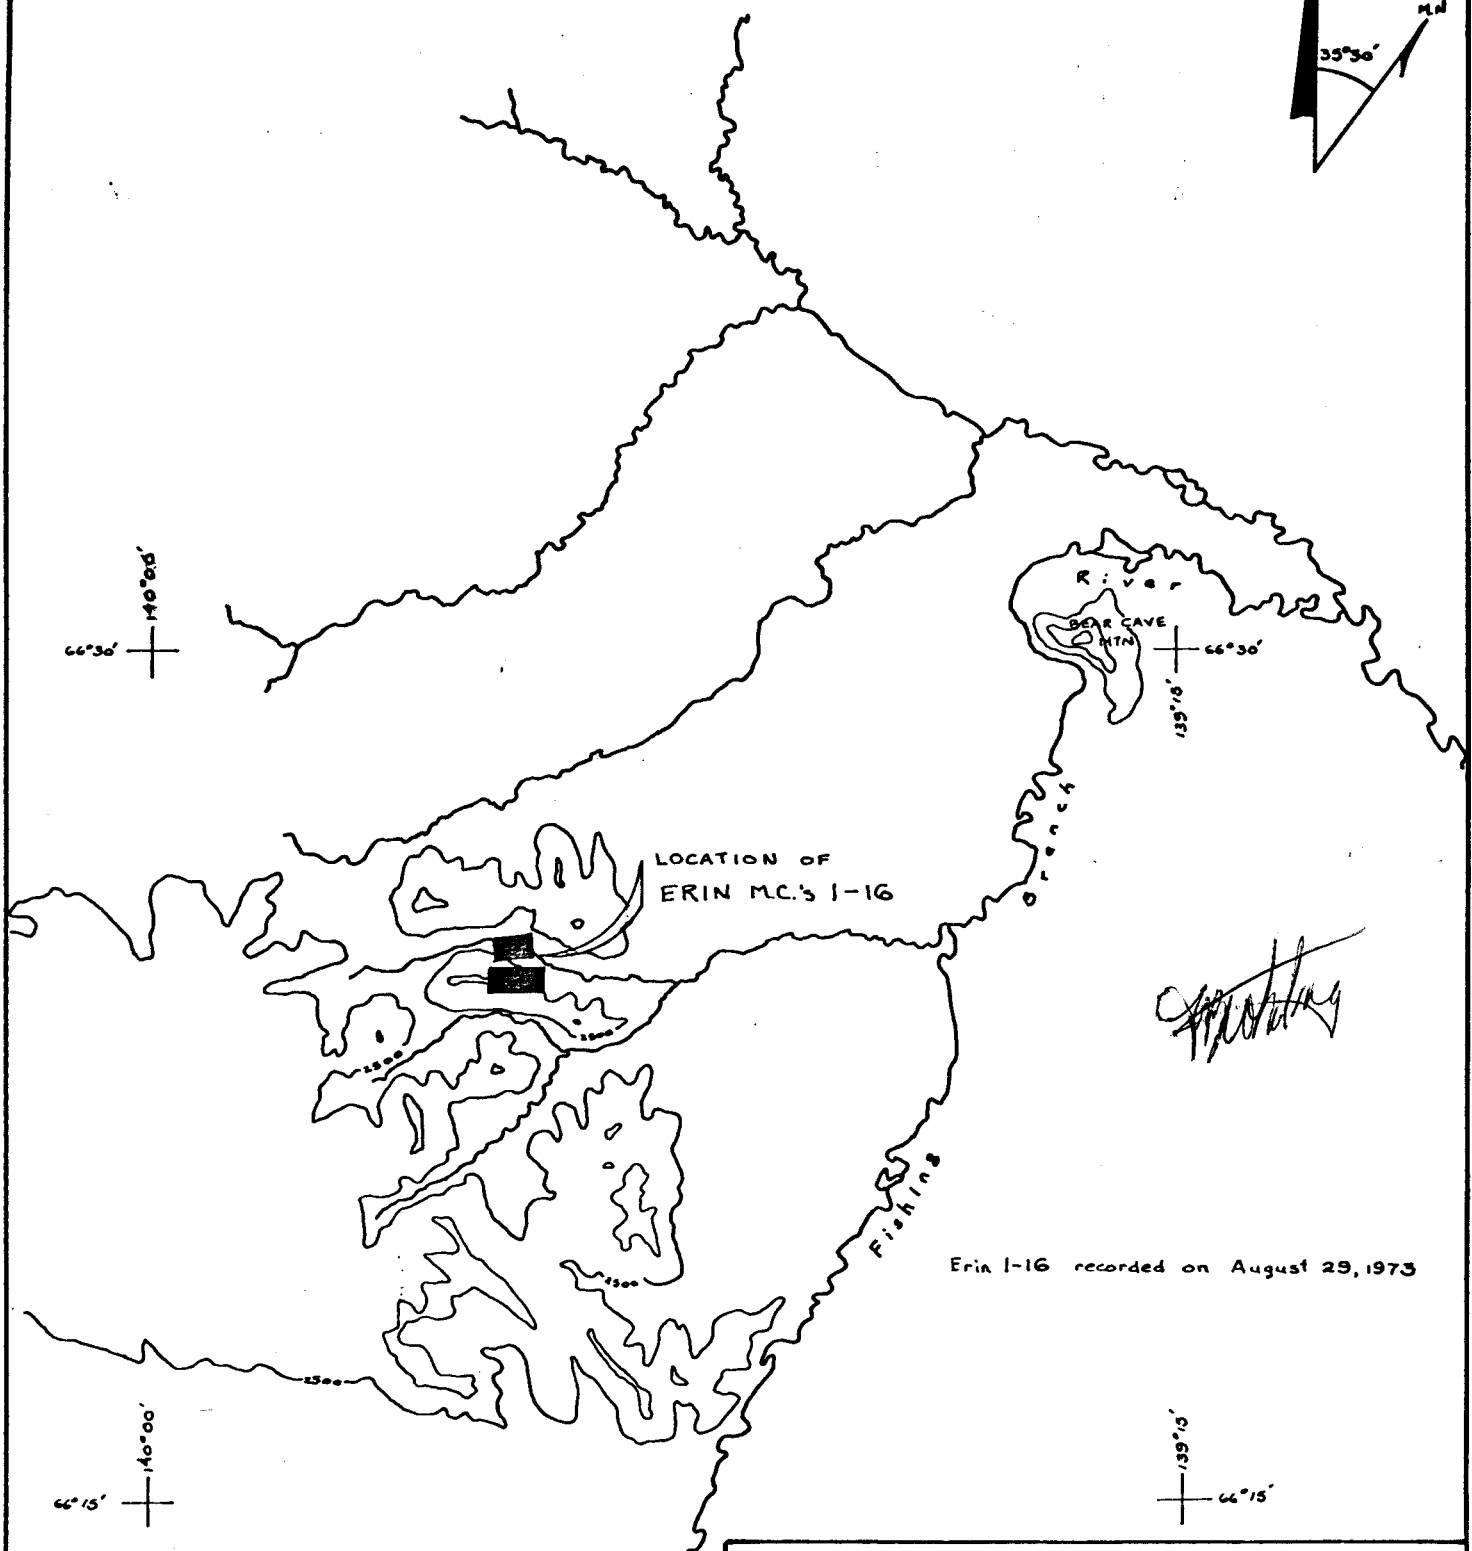 M.N
35°30'
140°00'
66°30'
River
BEAR CAVE
MTN
66°30'
139°15'
Branch
LOCATION OF
ERIN M.C.'s 1-16
2500
2500
Fishing
Erin 1-16 recorded on August 29, 1973
2500
2500
140°00'
66°15'
139°15'
66°15'